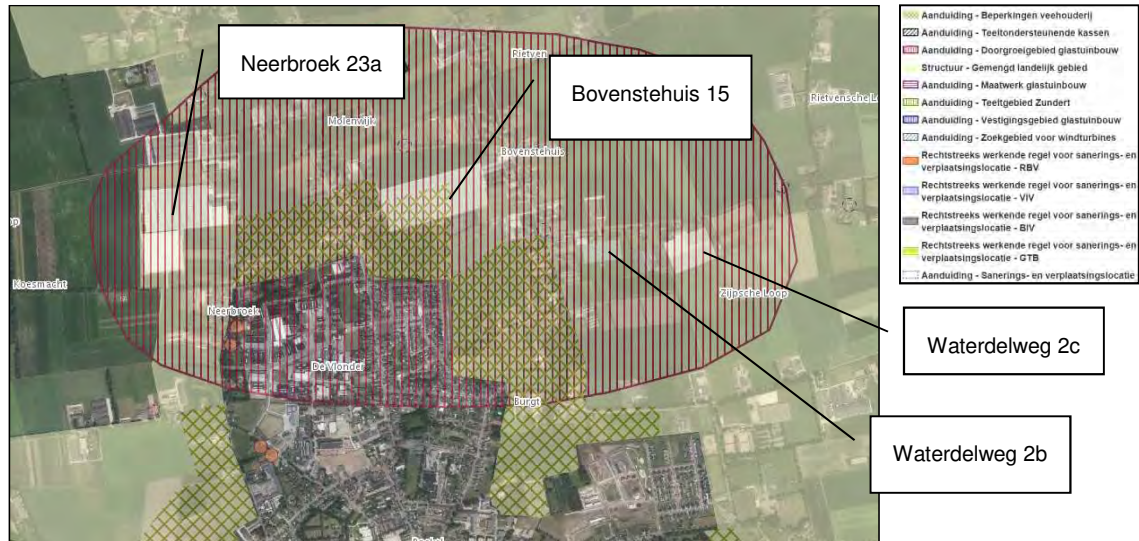 Neerbroek 23a
Bovenstehuis 15
Waterdelweg 2c
Waterdelweg 2b
Rietven
Rietvensche Lo
Molenwijk
Bovenstehuis
Koesmacht
Neerbroek
Zijpsche Loop
De Vlonder
Burgt
Aanduiding - Beperkingen veehouderij
Aanduiding - Teeltondersteunende kassen
Aanduiding - Doorgroeigebied glastuinbouw
Structuur - Gemengd landelijk gebied
Aanduiding - Maatwerk glastuinbouw
Aanduiding - Teeltgebied Zundert
Aanduiding - Vestigingsgebied glastuinbouw
Aanduiding - Zoekgebied voor windturbines
Rechtstreeks werkende regel voor sanerings- en
verplaatsingslocatie - RBV
Rechtstreeks werkende regel voor sanerings- en
verplaatsingslocatie - VIV
Rechtstreeks werkende regel voor sanerings- en
verplaatsingslocatie - BIV
Rechtstreeks werkende regel voor sanerings- en
verplaatsingslocatie - GTB
Aanduiding - Sanerings- en verplaatsingslocatie